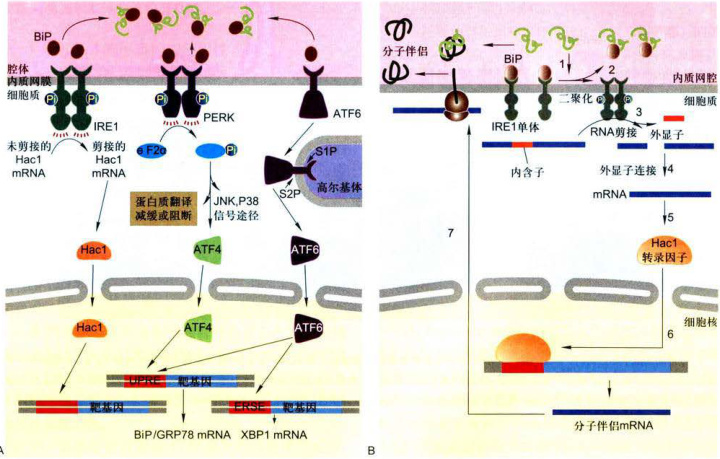 BiP
腔体
内质网膜
细胞质
Pi
Pi
Pi
Pi
IRE1
PERK
ATF6
未剪接的
Hac1
mRNA
剪接的
Hac1
mRNA
e F2α
Pi
S1P
S2P
高尔基体
蛋白质翻译
减缓或阻断
JNK,P38
信号途径
Hac1
ATF4
ATF6
Hac1
ATF4
ATF6
UPRE 靶基因
靶基因
ERSE 靶基因
BiP/GRP78 mRNA
XBP1 mRNA
A
分子伴侣
BiP
1
2
内质网腔
细胞质
二聚化
IRE1单体
RNA剪接
3
外显子
内含子
外显子连接
4
mRNA
5
7
Hac1
转录因子
细胞核
6
分子伴侣mRNA
B